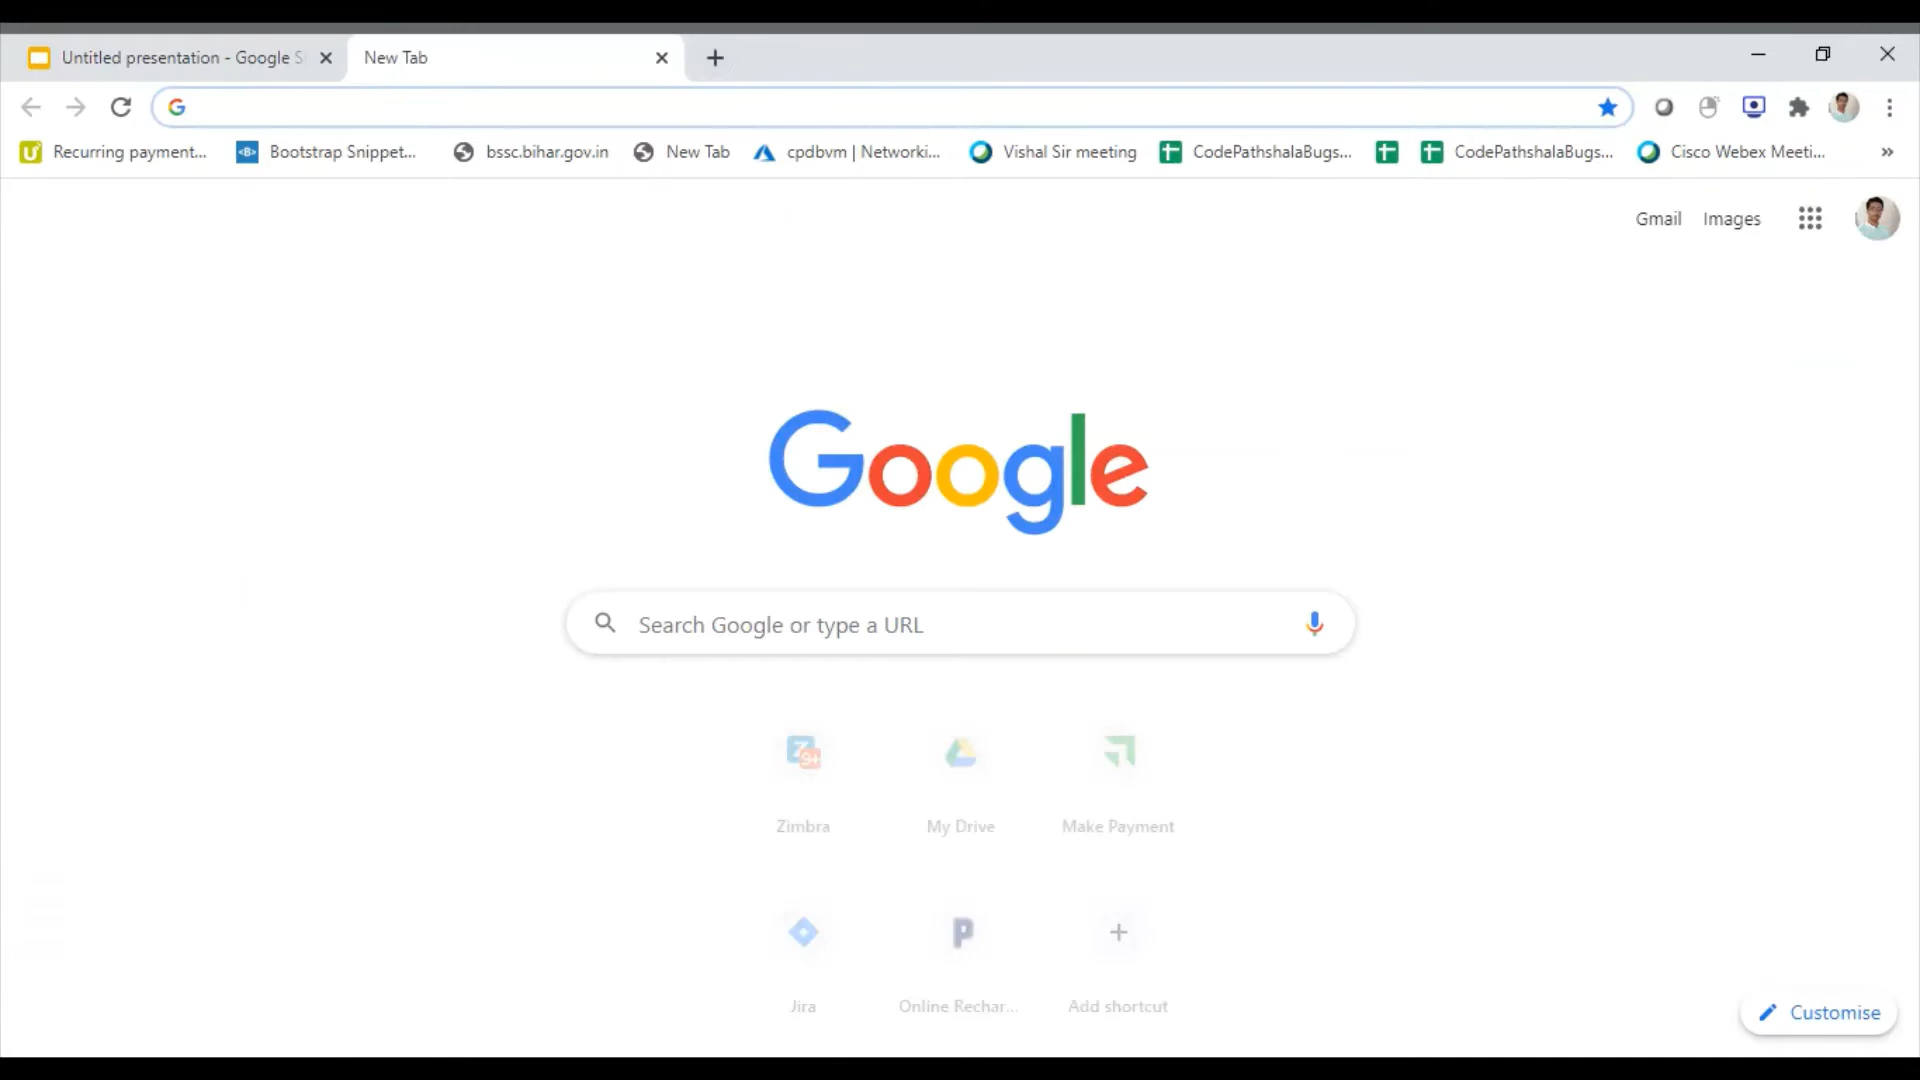 Untitled presentation - Google S
New Tab
Recurring payment...
Bootstrap Snippet...
bssc.bihar.gov.in
New Tab
cpdbvm | Networki...
Vishal Sir meeting
CodePathshalaBugs...
CodePathshalaBugs...
Cisco Webex Meeti...
Gmail
Images
Google
Search Google or type a URL
Zimbra
My Drive
Make Payment
Jira
Online Rechar...
Add shortcut
Customise